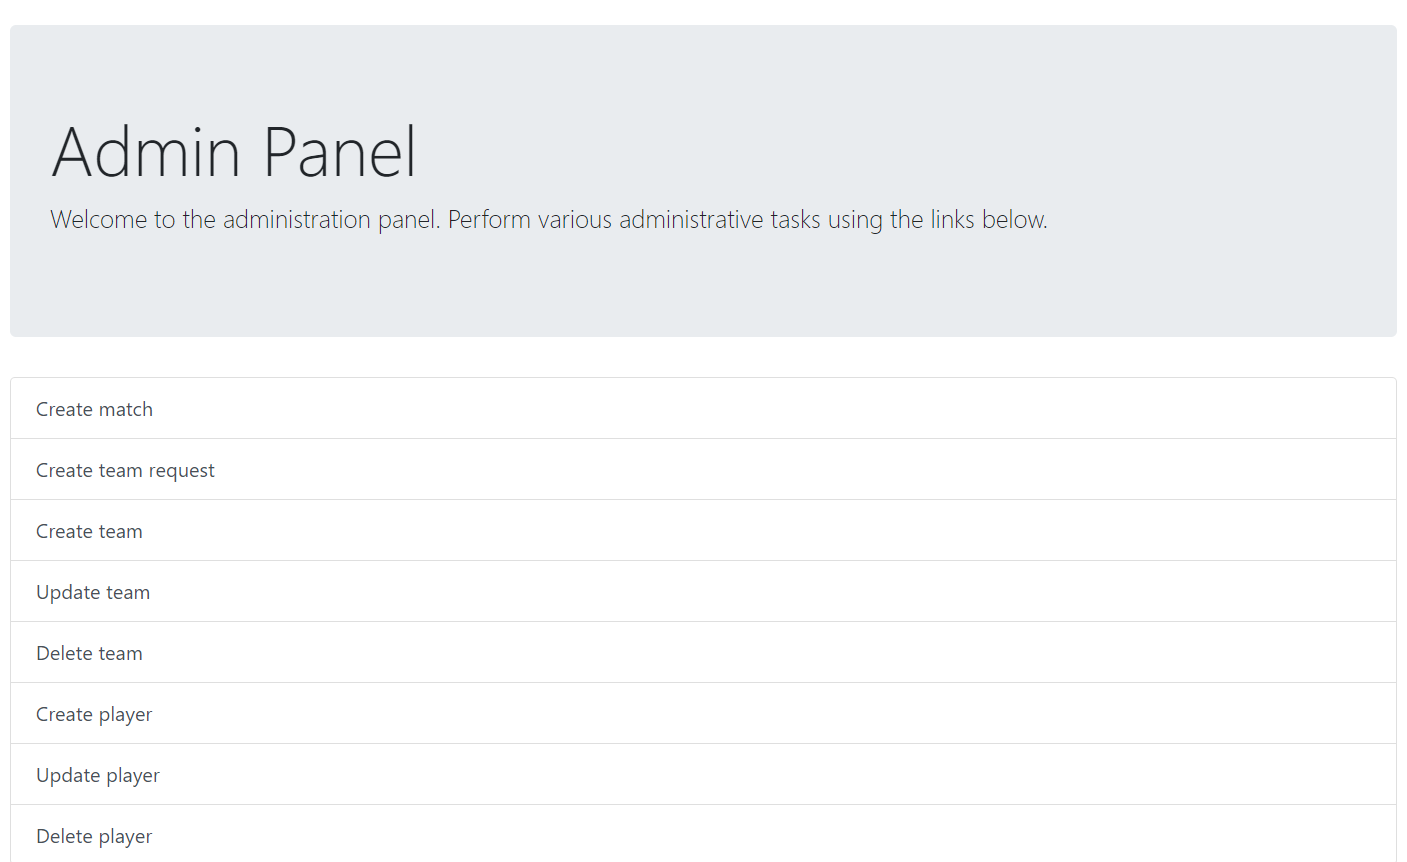 Admin Panel
Welcome to the administration panel. Perform various administrative tasks using the links below.
Create match
Create team request
Create team
Update team
Delete team
Create player
Update player
Delete player